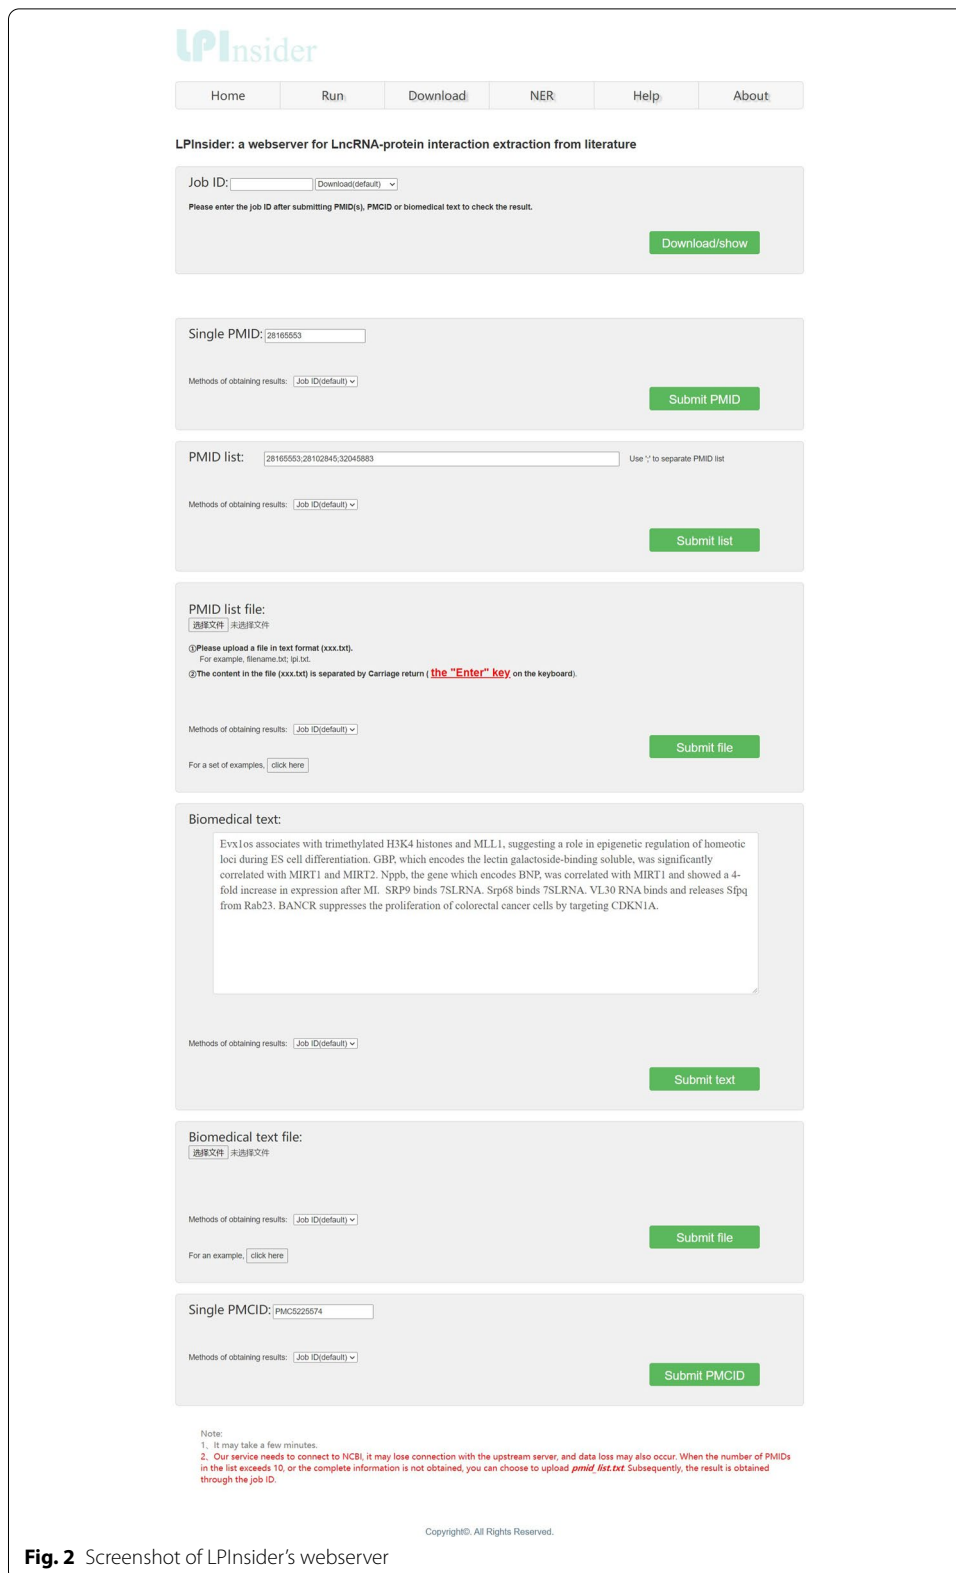 LPInsider
Home Run Download NER Help About
LPInsider: a webserver for LncRNA-protein interaction extraction from literature
Job ID: Download(default)
Please enter the job ID after submitting PMID(s), PMCID or biomedical text to check the result.
Download/show
Single PMID: 28165553
Methods of obtaining results: Job ID(default)
Submit PMID
PMID list: 28165553;28102845;32045883 Use ';' to separate PMID list
Methods of obtaining results: Job ID(default)
Submit list
PMID list file:
选择文件 未选择文件
①Please upload a file in text format (xxx.txt).
For example, filename.txt; lpi.txt.
②The content in the file (xxx.txt) is separated by Carriage return ( the "Enter" key on the keyboard).
Methods of obtaining results: Job ID(default)
Submit file
For a set of examples, click here
Biomedical text:
Evx1os associates with trimethylated H3K4 histones and MLL1, suggesting a role in epigenetic regulation of homeotic
loci during ES cell differentiation. GBP, which encodes the lectin galactoside-binding soluble, was significantly
correlated with MIRT1 and MIRT2. Nppb, the gene which encodes BNP, was correlated with MIRT1 and showed a 4-
fold increase in expression after MI. SRP9 binds 7SLRNA. Srp68 binds 7SLRNA. VL30 RNA binds and releases Sfpq
from Rab23. BANCR suppresses the proliferation of colorectal cancer cells by targeting CDKN1A.
Methods of obtaining results: Job ID(default)
Submit text
Biomedical text file:
选择文件 未选择文件
Methods of obtaining results: Job ID(default)
Submit file
For an example, click here
Single PMCID: PMC5225574
Methods of obtaining results: Job ID(default)
Submit PMCID
Note:
1、It may take a few minutes.
2、Our service needs to connect to NCBI, it may lose connection with the upstream server, and data loss may also occur. When the number of PMIDs
in the list exceeds 10, or the complete information is not obtained, you can choose to upload pmid_list.txt. Subsequently, the result is obtained
through the job ID.
Copyright©. All Rights Reserved.
Fig. 2 Screenshot of LPInsider's webserver